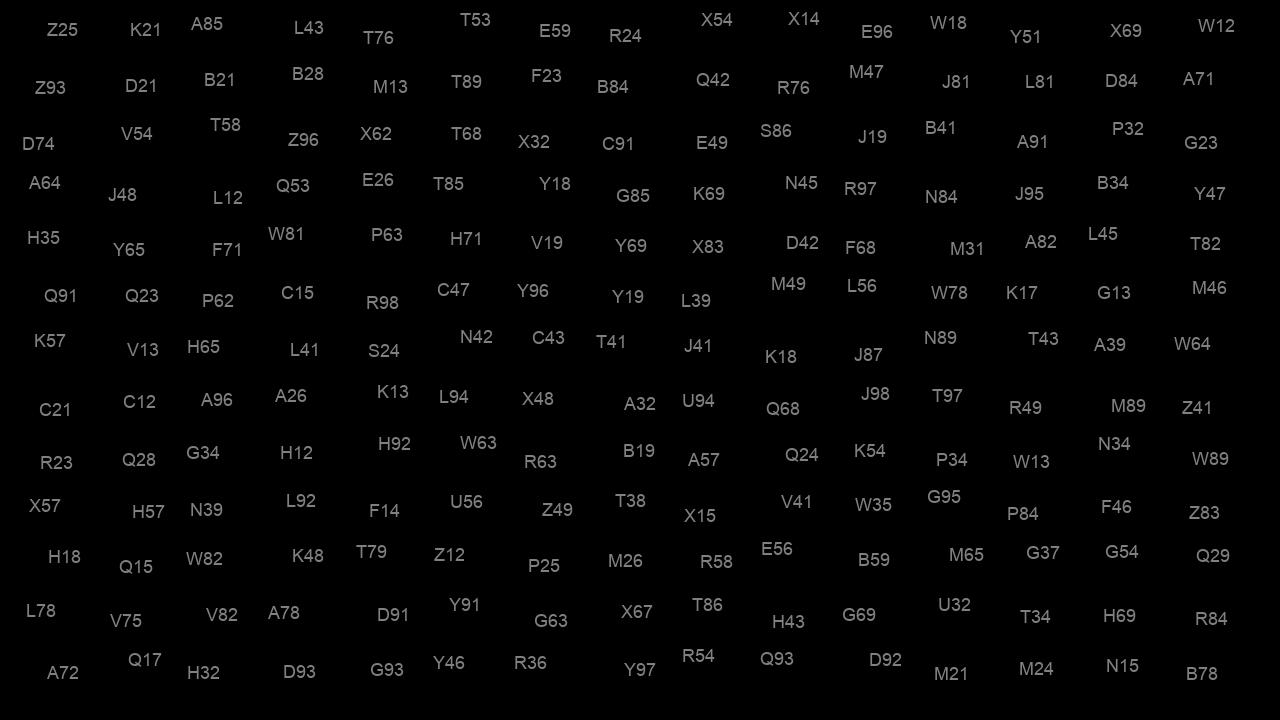 Z25 K21 A85 L43 T76 T53 E59 R24 X54 X14 E96 W18 Y51 X69 W12
Z93 D21 B21 B28 M13 T89 F23 B84 Q42 R76 M47 J81 L81 D84 A71
D74 V54 T58 Z96 X62 T68 X32 C91 E49 S86 J19 B41 A91 P32 G23
A64 J48 L12 Q53 E26 T85 Y18 G85 K69 N45 R97 N84 J95 B34 Y47
H35 Y65 F71 W81 P63 H71 V19 Y69 X83 D42 F68 M31 A82 L45 T82
Q91 Q23 P62 C15 R98 C47 Y96 Y19 L39 M49 L56 W78 K17 G13 M46
K57 V13 H65 L41 S24 N42 C43 T41 J41 K18 J87 N89 T43 A39 W64
C21 C12 A96 A26 K13 L94 X48 A32 U94 Q68 J98 T97 R49 M89 Z41
R23 Q28 G34 H12 H92 W63 R63 B19 A57 Q24 K54 P34 W13 N34 W89
X57 H57 N39 L92 F14 U56 Z49 T38 X15 V41 W35 G95 P84 F46 Z83
H18 Q15 W82 K48 T79 Z12 P25 M26 R58 E56 B59 M65 G37 G54 Q29
L78 V75 V82 A78 D91 Y91 G63 X67 T86 H43 G69 U32 T34 H69 R84
A72 Q17 H32 D93 G93 Y46 R36 Y97 R54 Q93 D92 M21 M24 N15 B78